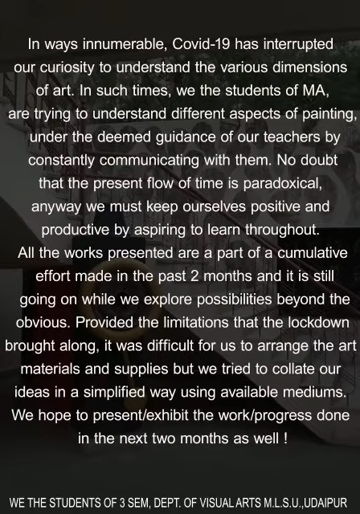 In ways innumerable, Covid-19 has interrupted
our curiosity to understand the various dimensions
of art. In such times, we the students of MA,
are trying to understand different aspects of painting,
under the deemed guidance of our teachers by
constantly communicating with them. No doubt
that the present flow of time is paradoxical,
anyway we must keep ourselves positive and
productive by aspiring to learn throughout.
All the works presented are a part of a cumulative
effort made in the past 2 months and it is still
going on while we explore possibilities beyond the
obvious. Provided the limitations that the lockdown
brought along, it was difficult for us to arrange the art
materials and supplies but we tried to collate our
ideas in a simplified way using available mediums.
We hope to present/exhibit the work/progress done
in the next two months as well !
WE THE STUDENTS OF 3 SEM, DEPT. OF VISUAL ARTS M.L.S.U.,UDAIPUR